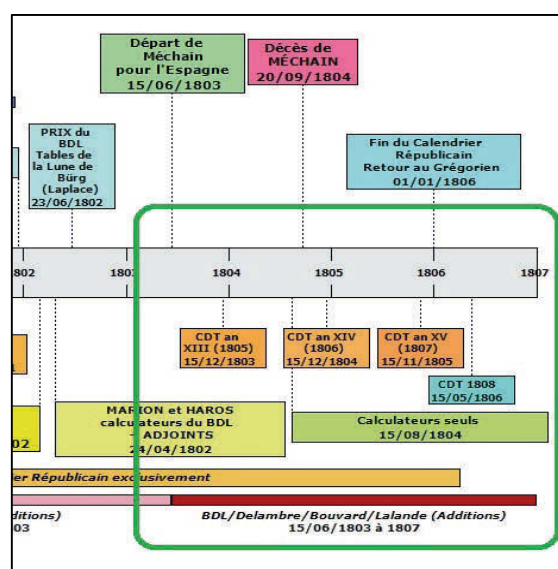 Départ de
Méchain
pour l'Espagne
15/06/1803
Décès de
MÉCHAIN
20/09/1804
PRIX du
BDL
Tables de
la Lune de
Bürg
(Laplace)
23/06/1802
Fin du Calendrier
Républicain
Retour au Grégorien
01/01/1806
1802 1803 1804 1805 1806 1807
CDT an
XIII (1805)
15/12/1803
CDT an XIV
(1806)
15/12/1804
CDT an XV
(1807)
15/11/1805
CDT 1808
15/05/1806
MARION et HAROS
calculateurs du BDL
- ADJOINTS
24/04/1802
Calculateurs seuls
15/08/1804
02
ier Républicain exclusivement
ditions)
03
BDL/Delambre/Bouvard/Lalande (Additions)
15/06/1803 à 1807